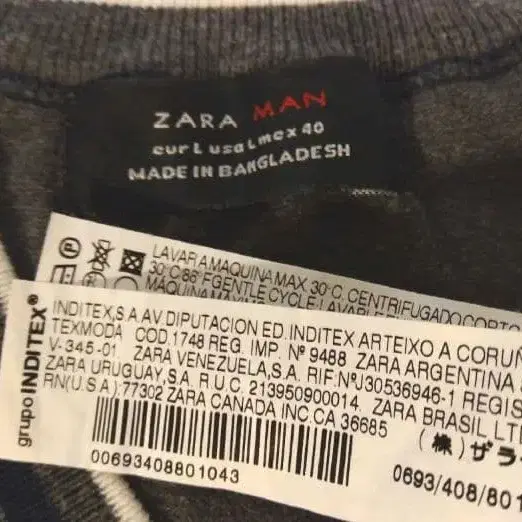 ZARA MAN
eur L usa L mex 40
MADE IN BANGLADESH
LAVAR A MAQUINA MAX. 30°C. CENTRIFUGADO CORTO
30°C/86°F GENTLE CYCLE
grupo INDITEX®
INDITEX,S.A.AV.DIPUTACION ED. INDITEX ARTEIXO A CORUÑ
TEXMODA COD.1748 REG. IMP. Nº 9488 ZARA ARGENTINA
V-345-01 ZARA VENEZUELA,S.A. RIF.Nº.J30536946-1 REGIS
ZARA URUGUAY,S.A. R.U.C. 213950900014. ZARA BRASIL, LT
RN(U.S.A):77302 ZARA CANADA INC.CA 36685
(株) ザラ
00693408801043
0693/408/801